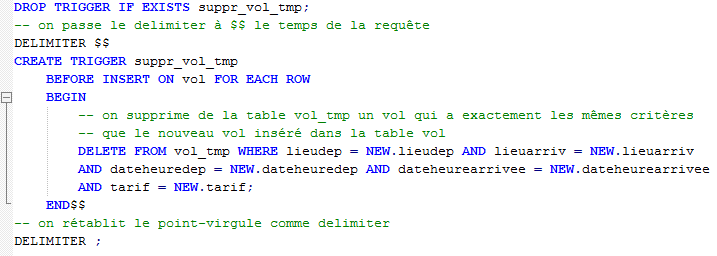 DROP TRIGGER IF EXISTS suppr_vol_tmp;
-- on passe le delimiter à $$ le temps de la requête
DELIMITER $$
CREATE TRIGGER suppr_vol_tmp
    BEFORE INSERT ON vol FOR EACH ROW
    BEGIN
        -- on supprime de la table vol_tmp un vol qui a exactement les mêmes critères
        -- que le nouveau vol inséré dans la table vol
        DELETE FROM vol_tmp WHERE lieudep = NEW.lieudep AND lieuarriv = NEW.lieuarriv
        AND dateheuredep = NEW.dateheuredep AND dateheurearrivee = NEW.dateheurearrivee
        AND tarif = NEW.tarif;
    END$$
-- on rétablit le point-virgule comme delimiter
DELIMITER ;